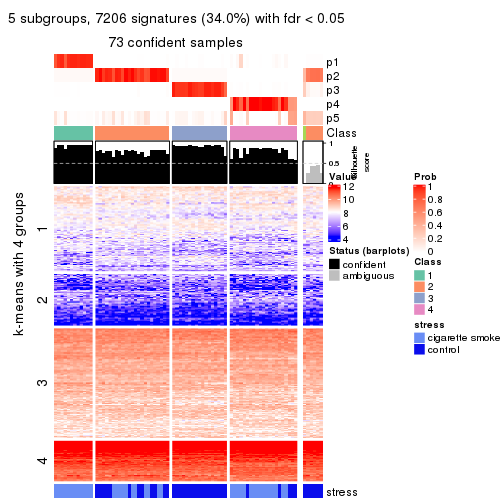 5 subgroups, 7206 signatures (34.0%) with fdr < 0.05
73 confident samples
p1
p2
p3
p4
p5
Class
1
0.5
0
Silhouette
score
k-means with 4 groups
1
2
3
4
stress
Value
12
10
8
6
4
Status (barplots)
confident
ambiguous
Prob
1
0.8
0.6
0.4
0.2
0
Class
1
2
3
4
stress
cigarette smoke
control